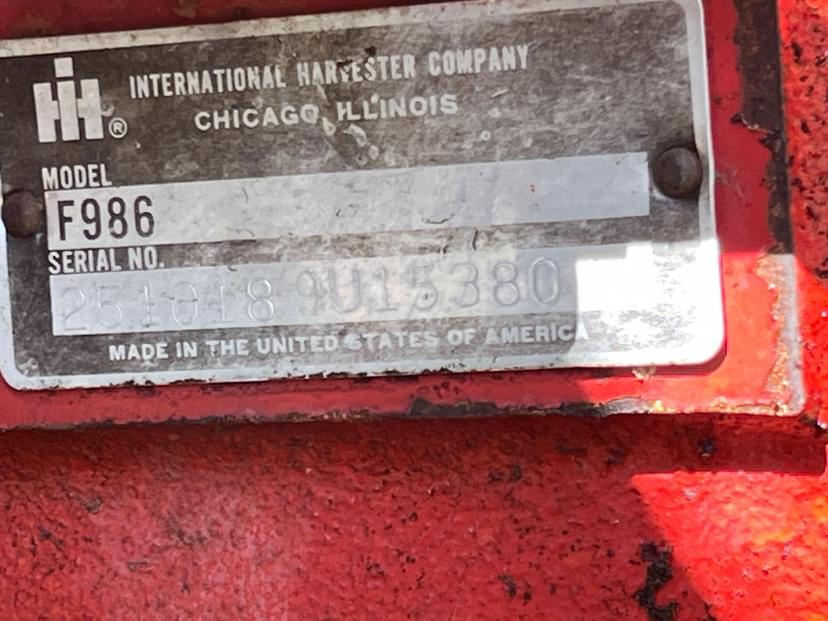 IH® INTERNATIONAL HARVESTER COMPANY
CHICAGO, ILLINOIS
MODEL
F986
SERIAL NO.
2510189U15380
MADE IN THE UNITED STATES OF AMERICA